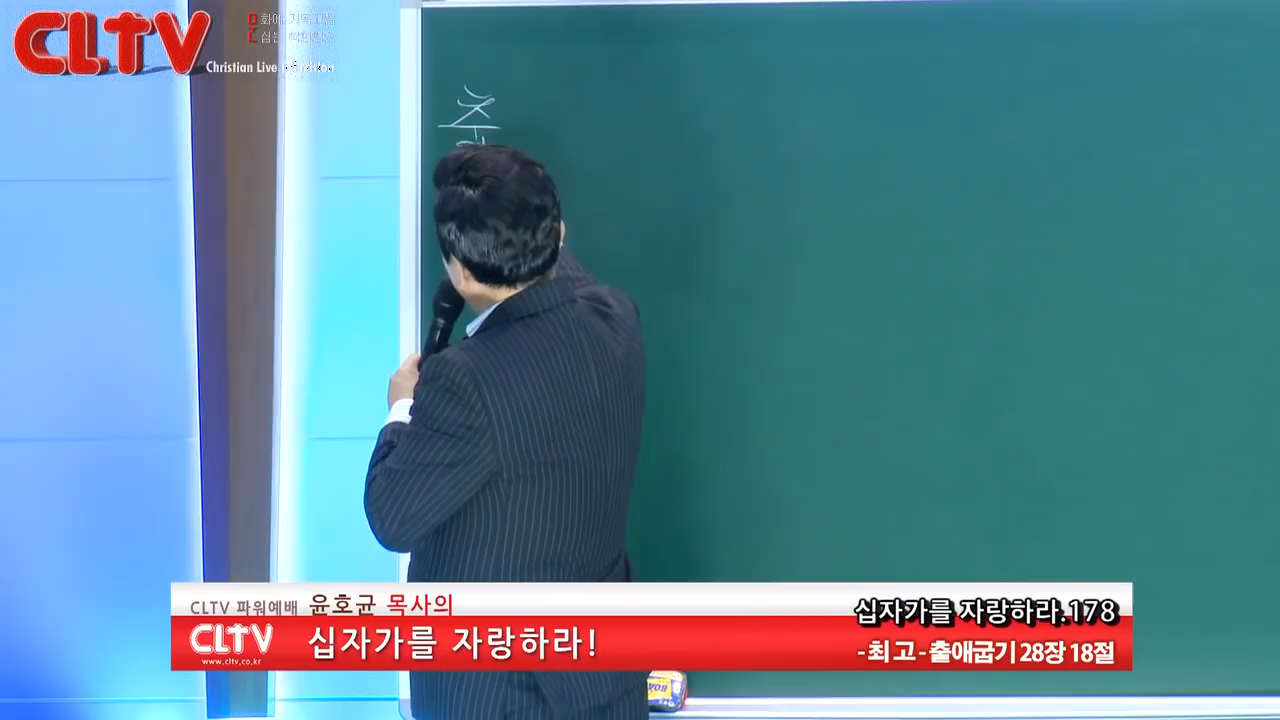 CLTV
Christian Live
출
CLTV 파워예배 윤호균 목사의
십자가를 자랑하라.178
CLTV
www.cltv.co.kr
십자가를 자랑하라!
-최고-출애굽기 28장 18절